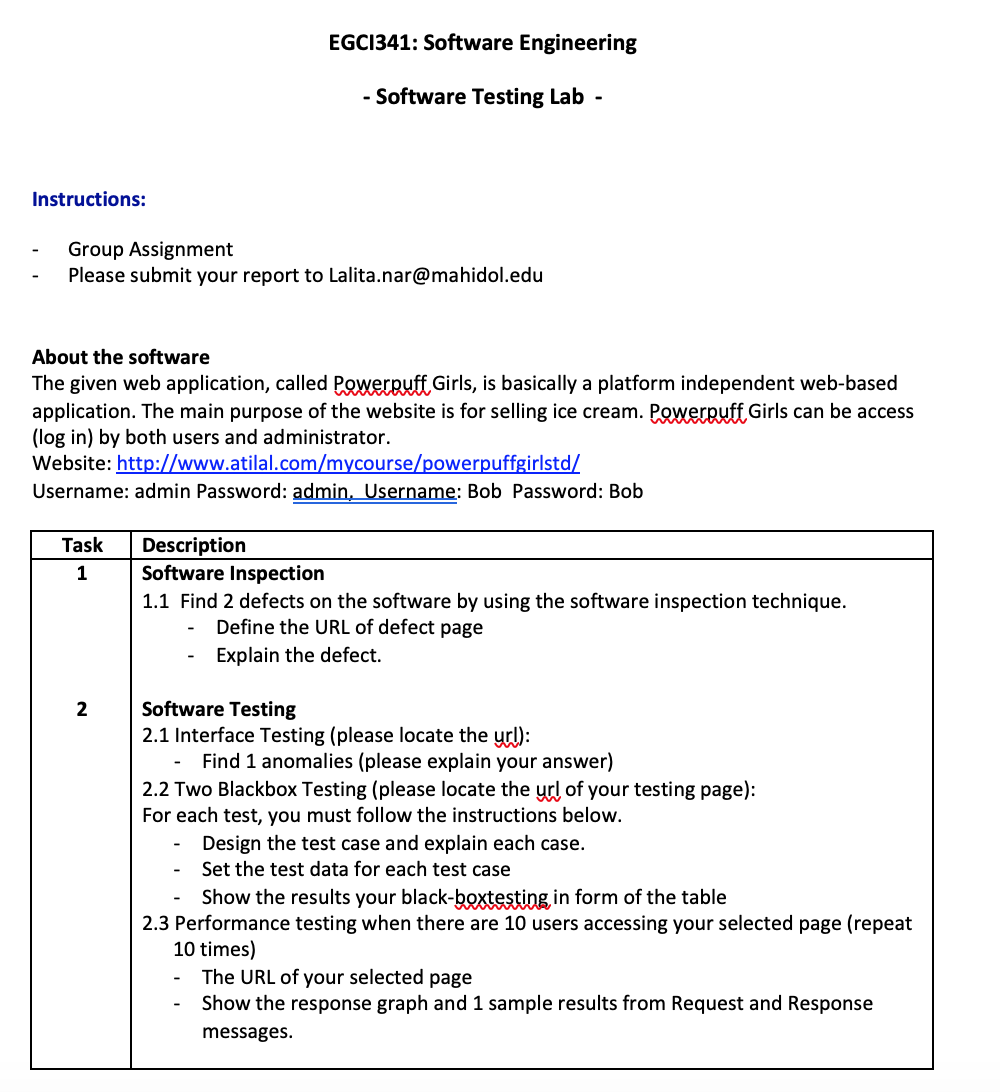 EGCI341: Software Engineering
- Software Testing Lab -
Instructions:
- Group Assignment
- Please submit your report to Lalita.nar@mahidol.edu
About the software
The given web application, called Powerpuff Girls, is basically a platform independent web-based
application. The main purpose of the website is for selling ice cream. Powerpuff Girls can be access
(log in) by both users and administrator.
Website: http://www.atilal.com/mycourse/powerpuffgirlstd/
Username: admin Password: admin, Username: Bob Password: Bob
Task Description
1 Software Inspection
1.1 Find 2 defects on the software by using the software inspection technique.
- Define the URL of defect page
- Explain the defect.
2 Software Testing
2.1 Interface Testing (please locate the url):
- Find 1 anomalies (please explain your answer)
2.2 Two Blackbox Testing (please locate the url of your testing page):
For each test, you must follow the instructions below.
- Design the test case and explain each case.
- Set the test data for each test case
- Show the results your black-boxtesting in form of the table
2.3 Performance testing when there are 10 users accessing your selected page (repeat
10 times)
- The URL of your selected page
- Show the response graph and 1 sample results from Request and Response
messages.